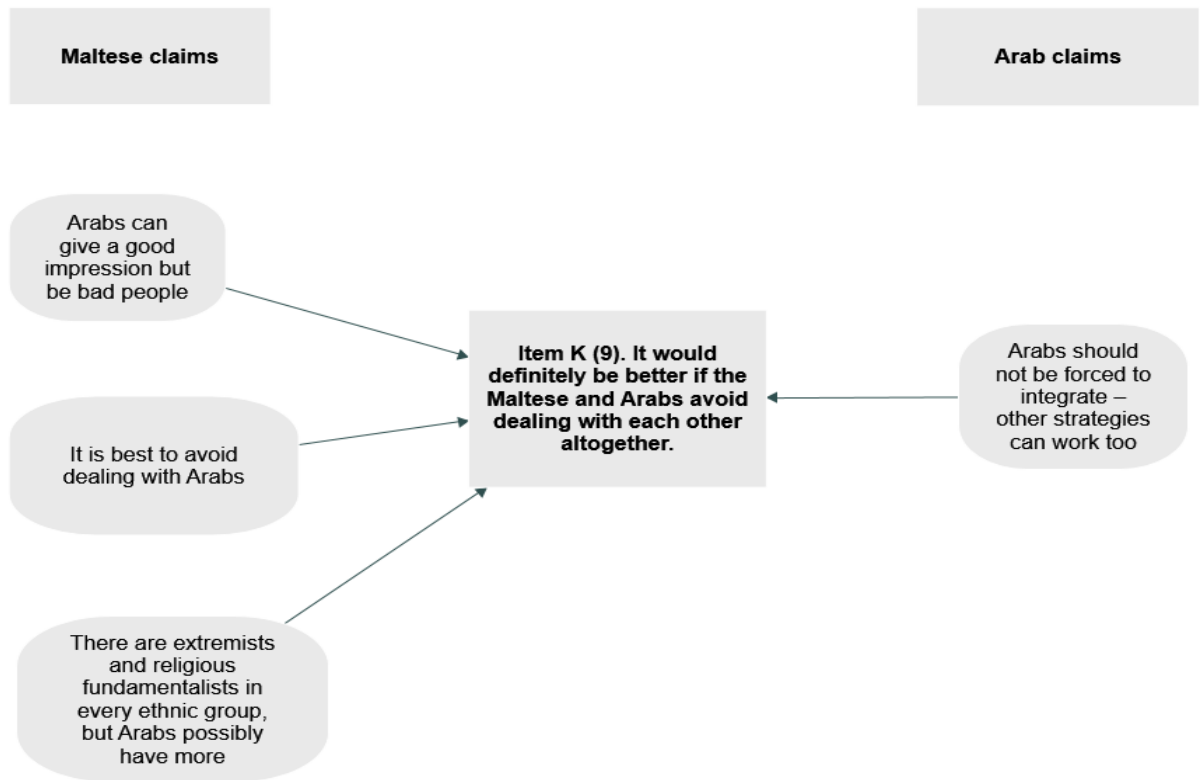 Maltese claims
Arab claims
Arabs can
give a good
impression but
be bad people
It is best to avoid
dealing with Arabs
There are extremists
and religious
fundamentalists in
every ethnic group,
but Arabs possibly
have more
Item K (9). It would
definitely be better if the
Maltese and Arabs avoid
dealing with each other
altogether.
Arabs should
not be forced to
integrate –
other strategies
can work too